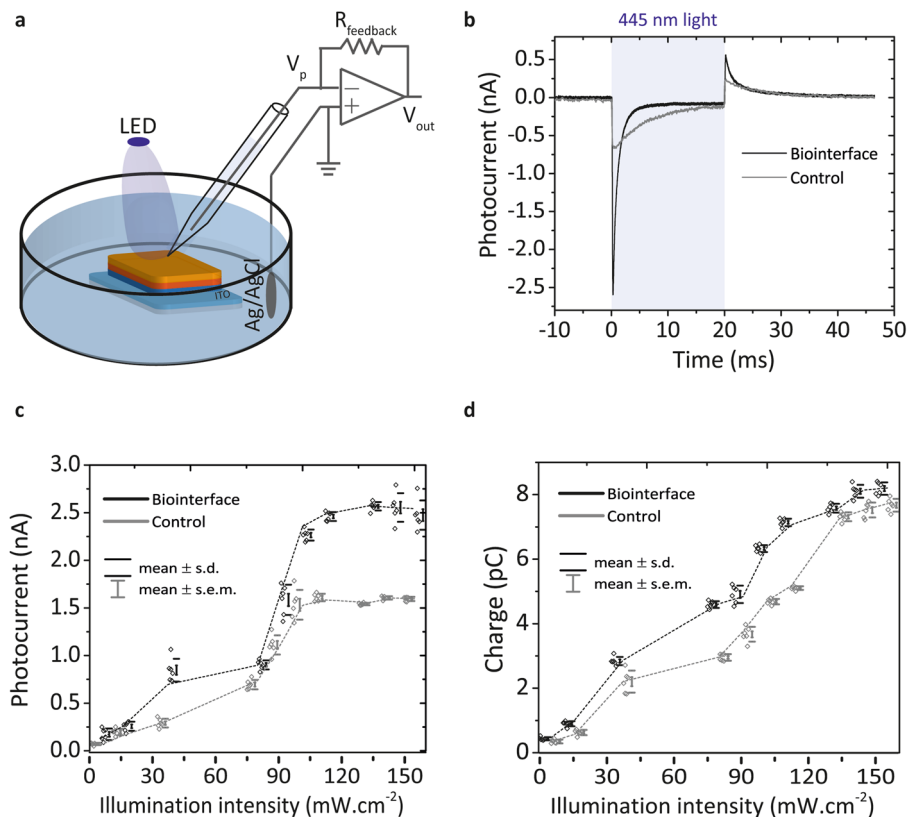 a
R_feedback
V_p
LED
V_out
ITO
Ag/AgCl
b
445 nm light
Photocurrent (nA)
0.5
0.0
-0.5
-1.0
-1.5
-2.0
-2.5
Biointerface
Control
-10 0 10 20 30 40 50
Time (ms)
c
Photocurrent (nA)
3.0
2.5
2.0
1.5
1.0
0.5
0.0
Biointerface
Control
mean ± s.d.
mean ± s.e.m.
0 30 60 90 120 150
Illumination intensity (mW.cm⁻²)
d
Charge (pC)
8
6
4
2
0
Biointerface
Control
mean ± s.d.
mean ± s.e.m.
0 30 60 90 120 150
Illumination intensity (mW.cm⁻²)